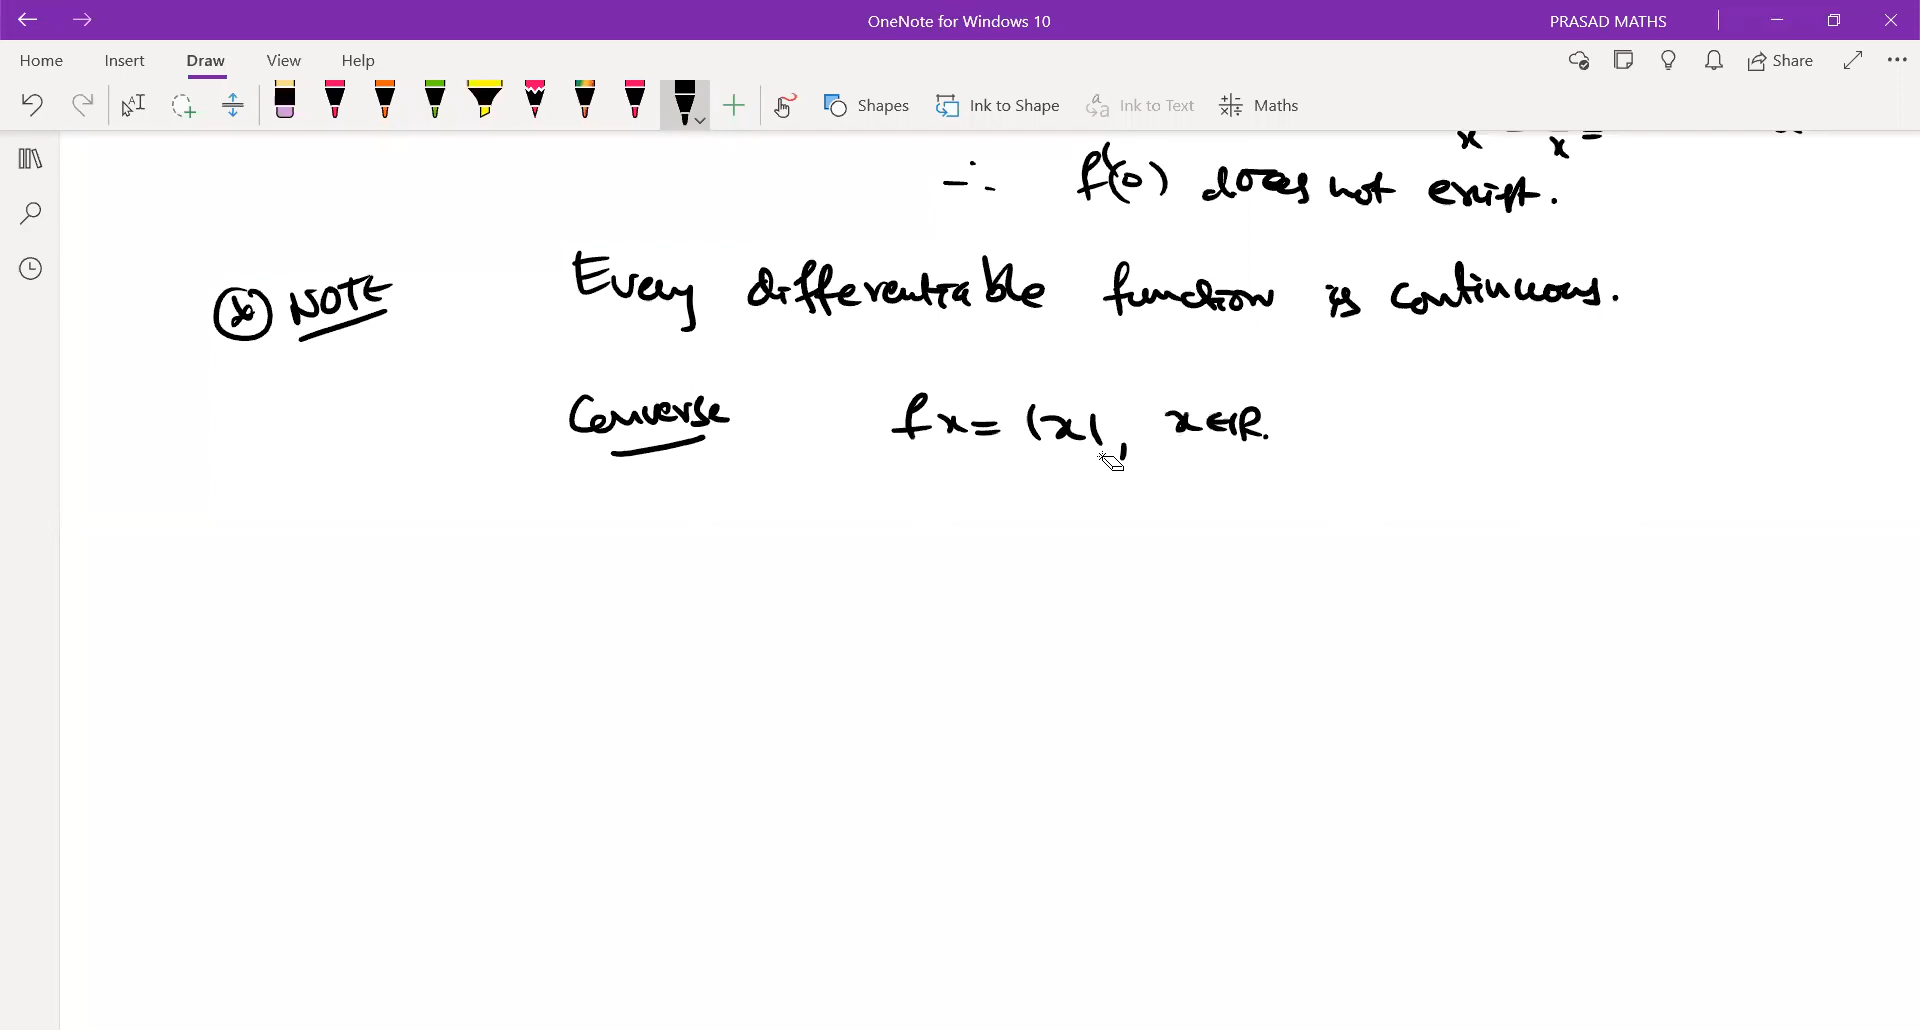 OneNote for Windows 10
PRASAD MATHS
Home Insert Draw View Help
Share
Shapes Ink to Shape Ink to Text Maths
x x =
∴ f'(0) does not exist.
NOTE Every differentiable function is continuous.
Converse fx = |x|, x∈R.